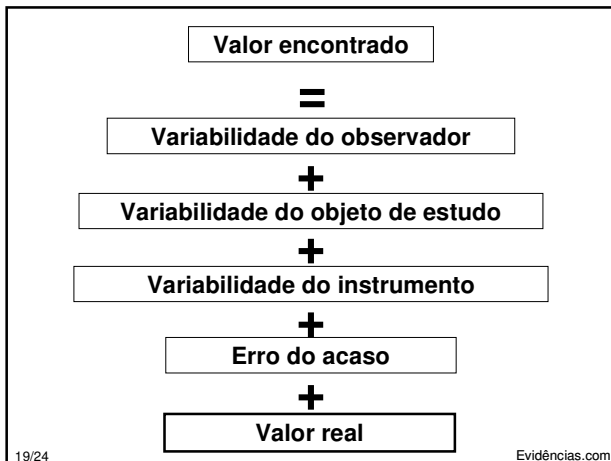 Valor encontrado
=
Variabilidade do observador
+
Variabilidade do objeto de estudo
+
Variabilidade do instrumento
+
Erro do acaso
+
Valor real
19/24 Evidências.com